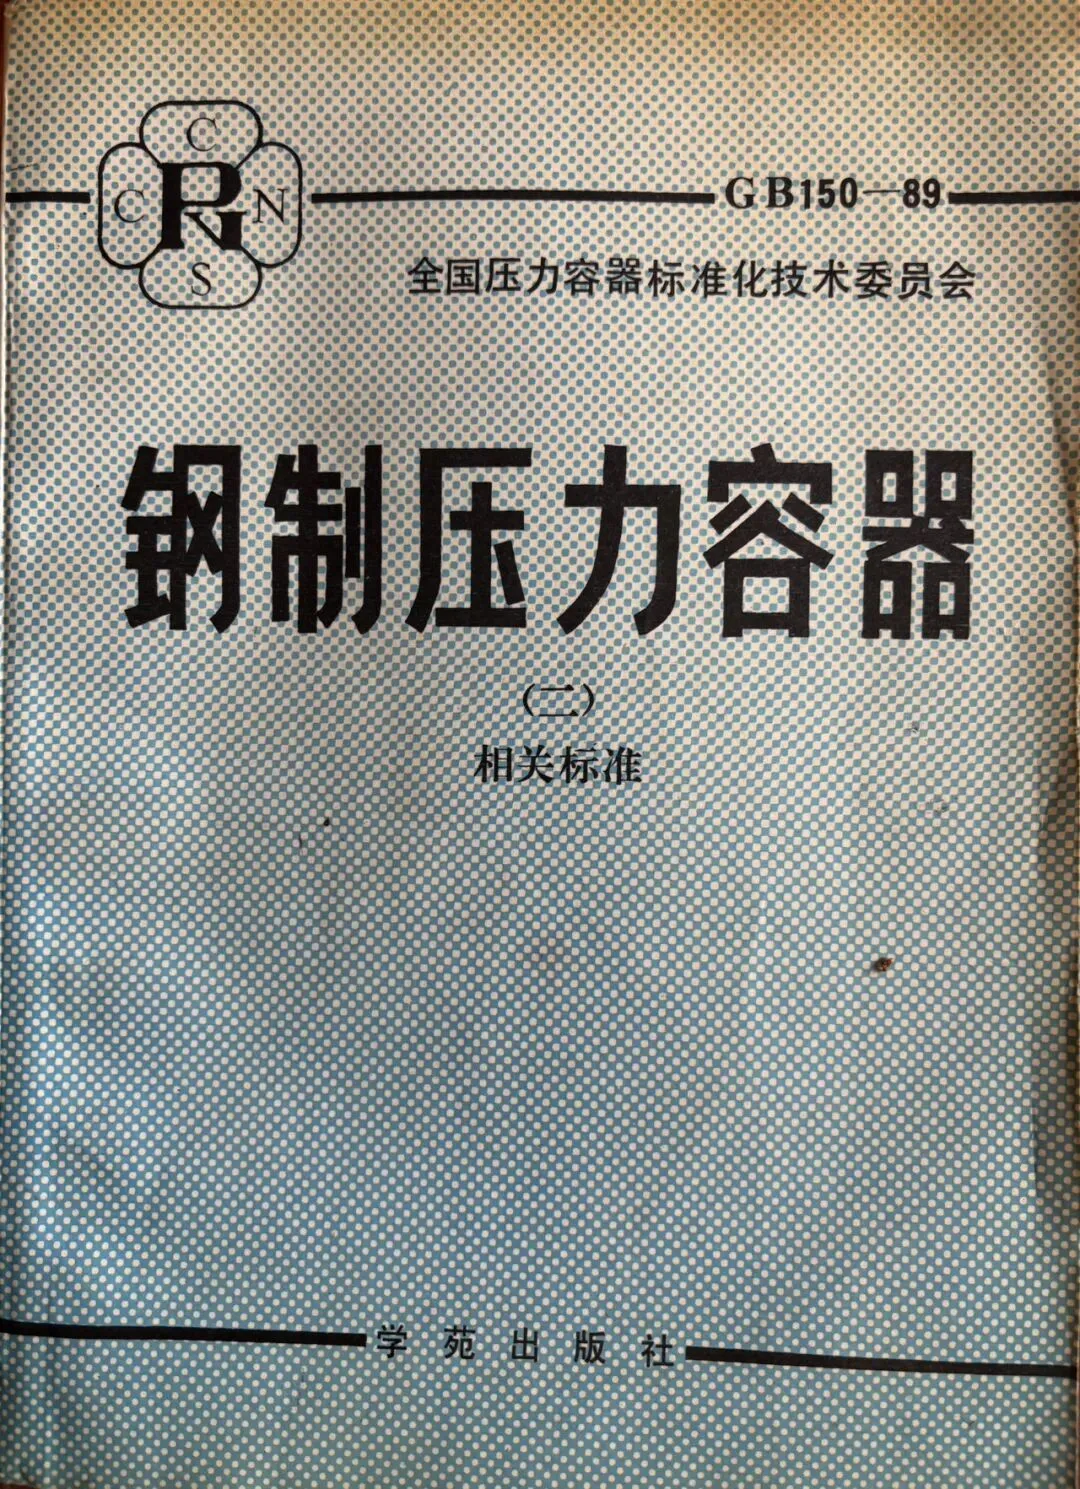 C
C PV N
S
GB150—89
全国压力容器标准化技术委员会
钢制压力容器
（二）
相关标准
学苑出版社